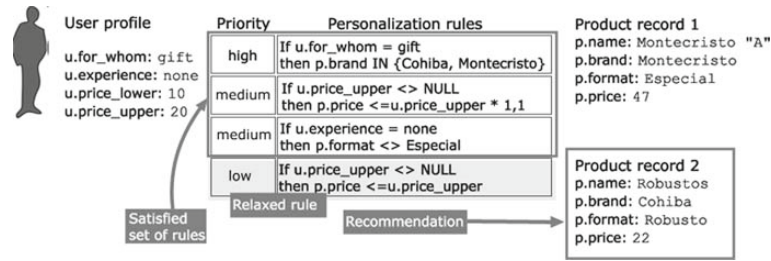 User profile
u.for_whom: gift
u.experience: none
u.price_lower: 10
u.price_upper: 20
Priority Personalization rules
high
If u.for_whom = gift
then p.brand IN {Cohiba, Montecristo}
medium
If u.price_upper <> NULL
then p.price <=u.price_upper * 1,1
medium
If u.experience = none
then p.format <> Especial
low
If u.price_upper <> NULL
then p.price <=u.price_upper
Satisfied
set of rules
Relaxed rule
Recommendation
Product record 1
p.name: Montecristo "A"
p.brand: Montecristo
p.format: Especial
p.price: 47
Product record 2
p.name: Robustos
p.brand: Cohiba
p.format: Robusto
p.price: 22